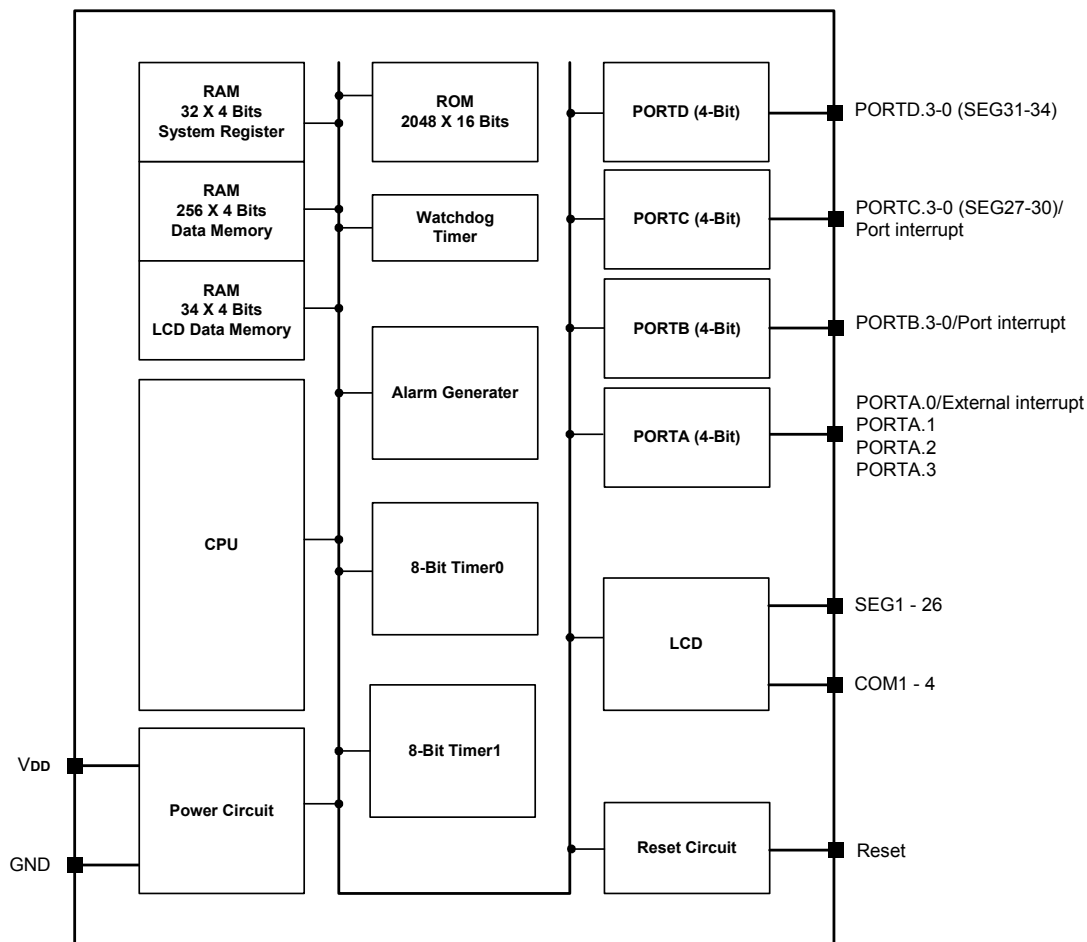 RAM
32 X 4 Bits
System Register
RAM
256 X 4 Bits
Data Memory
RAM
34 X 4 Bits
LCD Data Memory
CPU
Power Circuit
VDD
GND
ROM
2048 X 16 Bits
Watchdog
Timer
Alarm Generater
8-Bit Timer0
8-Bit Timer1
PORTD (4-Bit)
PORTC (4-Bit)
PORTB (4-Bit)
PORTA (4-Bit)
LCD
Reset Circuit
PORTD.3-0 (SEG31-34)
PORTC.3-0 (SEG27-30)/
Port interrupt
PORTB.3-0/Port interrupt
PORTA.0/External interrupt
PORTA.1
PORTA.2
PORTA.3
SEG1 - 26
COM1 - 4
Reset